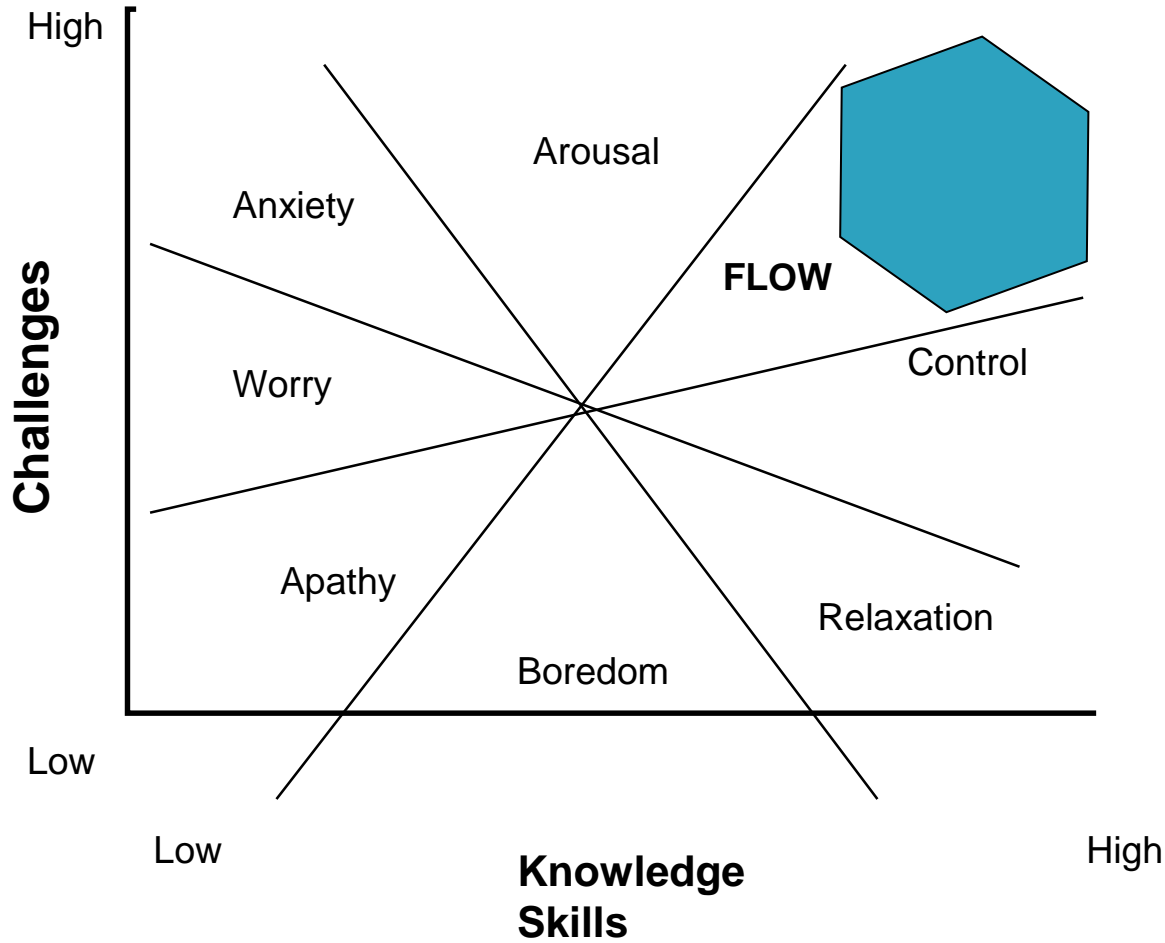 High
Arousal
Anxiety
FLOW
Control
Worry
Challenges
Apathy
Relaxation
Boredom
Low
Low
High
Knowledge
Skills